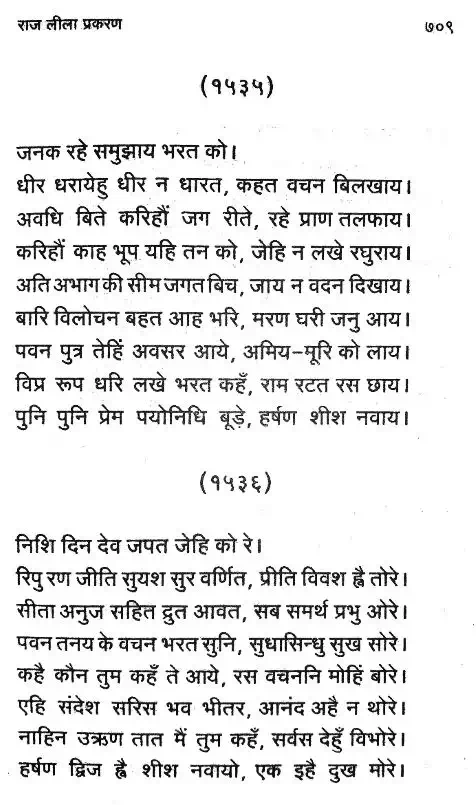 राज लीला प्रकरण ७०९
(१५३५)
जनक रहे समुझाय भरत को।
धीर धरायेहु धीर न धारत, कहत वचन बिलखाय।
अवधि बिते करिहौं जग रीते, रहे प्राण तलफाय।
करिहौं काह भूप यहि तन को, जेहि न लखे रघुराय।
अति अभाग की सीम जगत बिच, जाय न वदन दिखाय।
बारि विलोचन बहत आह भरि, मरण घरी जनु आय।
पवन पुत्र तेहिं अवसर आये, अमिय-मूरि को लाय।
विप्र रूप धरि लखे भरत कहँ, राम रटत रस छाय।
पुनि पुनि प्रेम पयोनिधि बूड़े, हर्षण शीश नवाय।
(१५३६)
निशि दिन देव जपत जेहि को रे।
रिपु रण जीति सुयश सुर वर्णित, प्रीति विवश ह्वै तोरे।
सीता अनुज सहित द्रुत आवत, सब समर्थ प्रभु ओरे।
पवन तनय के वचन भरत सुनि, सुधासिन्धु सुख सोरे।
कहै कौन तुम कहँ ते आये, रस वचननि मोहिं बोरे।
एहि संदेश सरिस भव भीतर, आनंद अहै न थोरे।
नाहिन उऋण तात मैं तुम कहँ, सर्वस देहुँ विभोरे।
हर्षण द्विज ह्वै शीश नवायो, एक इहै दुख मोरे।